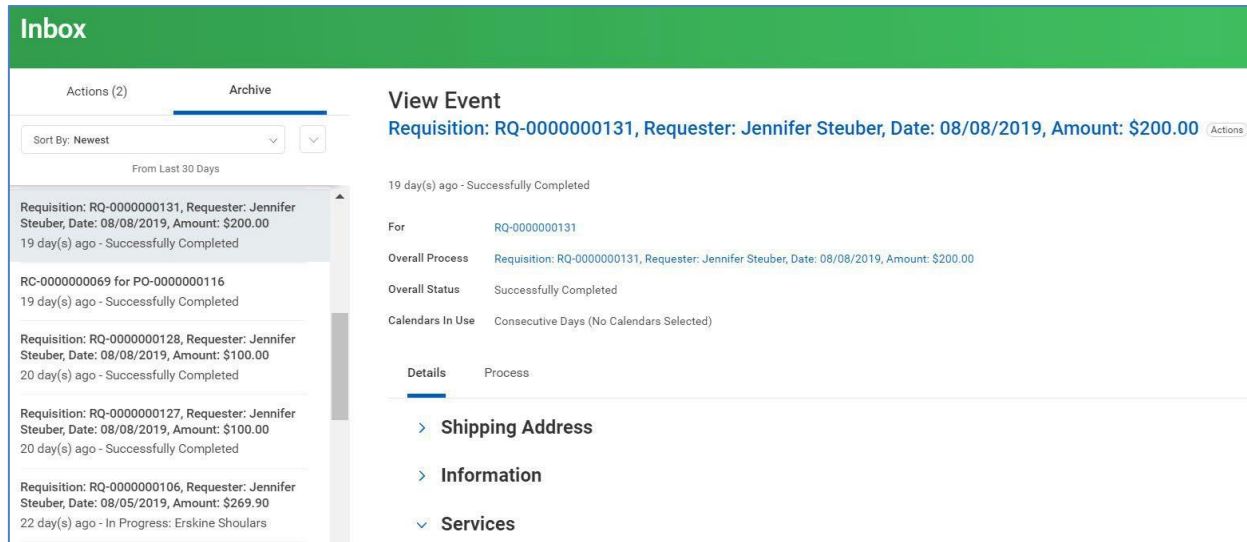 Inbox
Actions (2)
Archive
Sort By: Newest
From Last 30 Days
Requisition: RQ-0000000131, Requester: Jennifer
Steuber, Date: 08/08/2019, Amount: $200.00
19 day(s) ago - Successfully Completed
RC-0000000069 for PO-0000000116
19 day(s) ago - Successfully Completed
Requisition: RQ-0000000128, Requester: Jennifer
Steuber, Date: 08/08/2019, Amount: $100.00
20 day(s) ago - Successfully Completed
Requisition: RQ-0000000127, Requester: Jennifer
Steuber, Date: 08/08/2019, Amount: $100.00
20 day(s) ago - Successfully Completed
Requisition: RQ-0000000106, Requester: Jennifer
Steuber, Date: 08/05/2019, Amount: $269.90
22 day(s) ago - In Progress: Erskine Shoulars
View Event
Requisition: RQ-0000000131, Requester: Jennifer Steuber, Date: 08/08/2019, Amount: $200.00 Actions
19 day(s) ago - Successfully Completed
For RQ-0000000131
Overall Process Requisition: RQ-0000000131, Requester: Jennifer Steuber, Date: 08/08/2019, Amount: $200.00
Overall Status Successfully Completed
Calendars In Use Consecutive Days (No Calendars Selected)
Details Process
Shipping Address
Information
Services